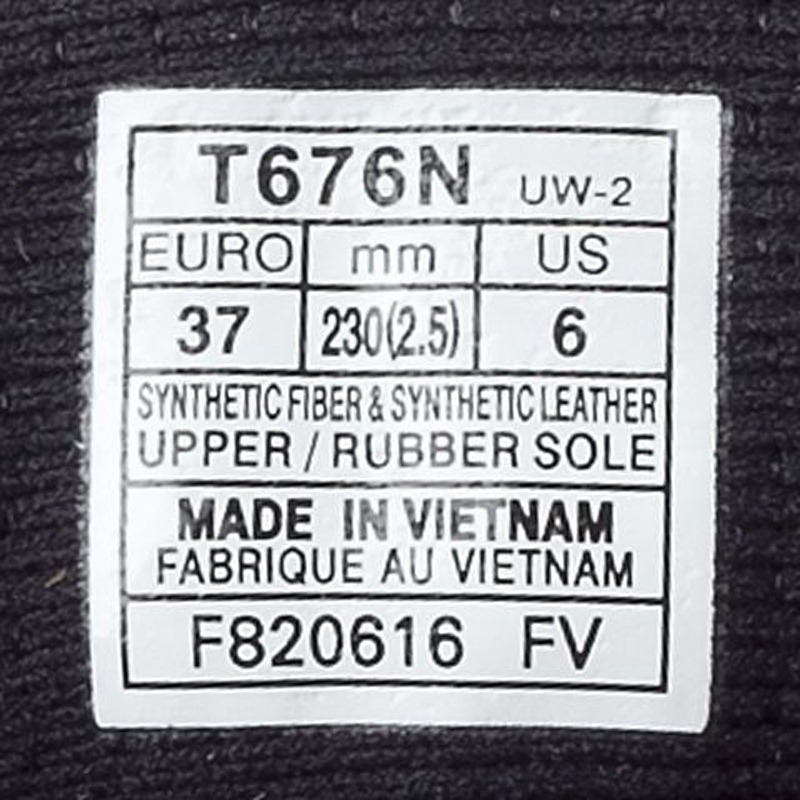 T676N UW-2
EURO mm US
37 230(2.5) 6
SYNTHETIC FIBER & SYNTHETIC LEATHER
UPPER / RUBBER SOLE
MADE IN VIETNAM
FABRIQUE AU VIETNAM
F820616 FV